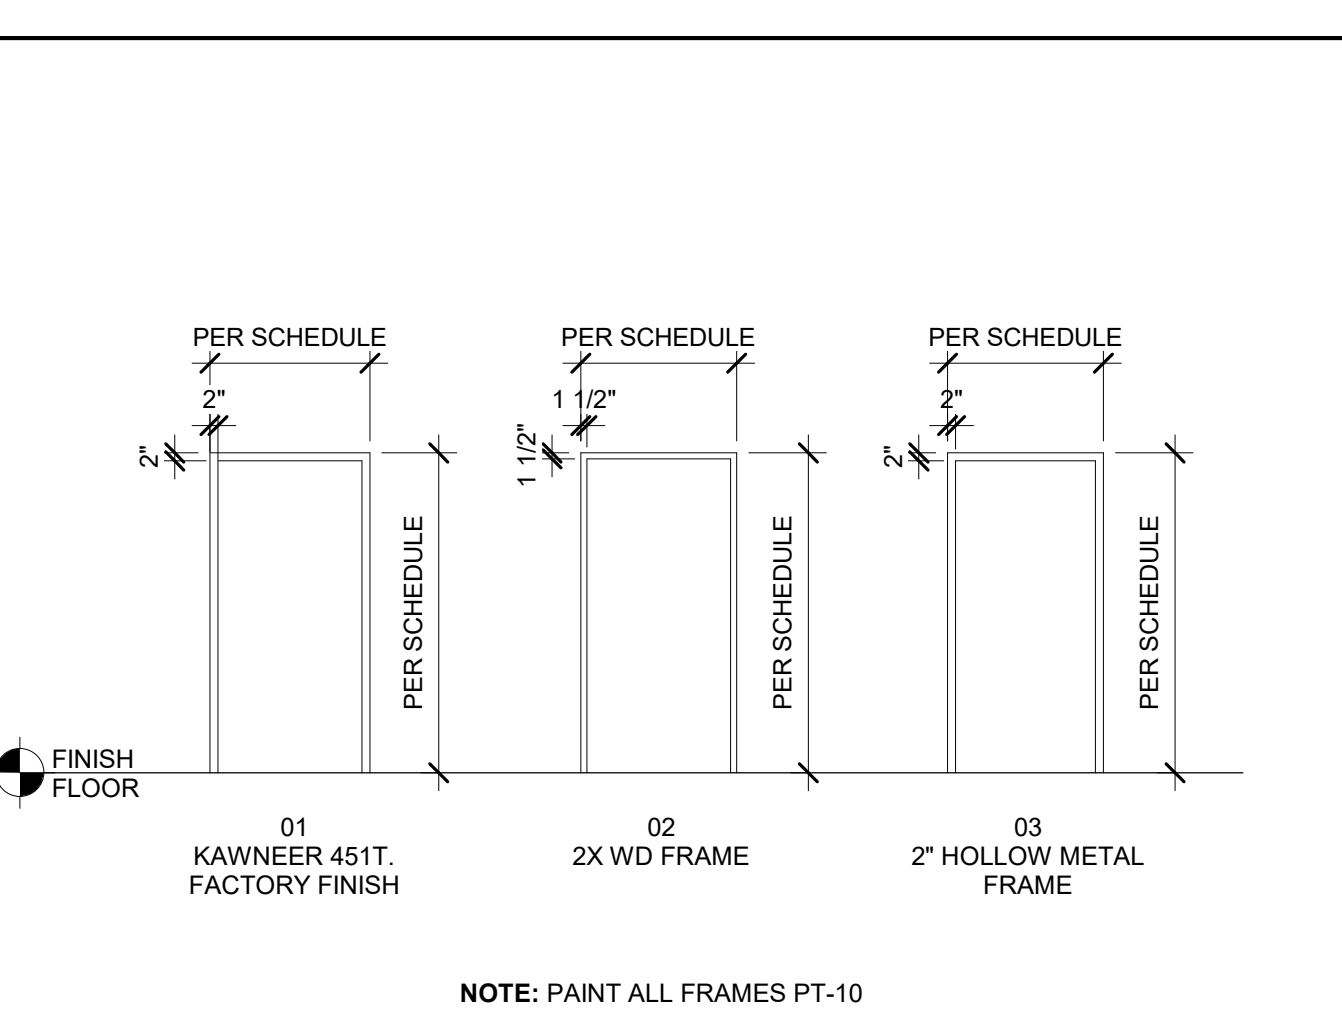 PER SCHEDULE
PER SCHEDULE
PER SCHEDULE
2"
1 1/2"
2"
2"
1 1/2"
2"
PER SCHEDULE
PER SCHEDULE
PER SCHEDULE
FINISH
FLOOR
01
KAWNEER 451T.
FACTORY FINISH
02
2X WD FRAME
03
2" HOLLOW METAL
FRAME
NOTE: PAINT ALL FRAMES PT-10